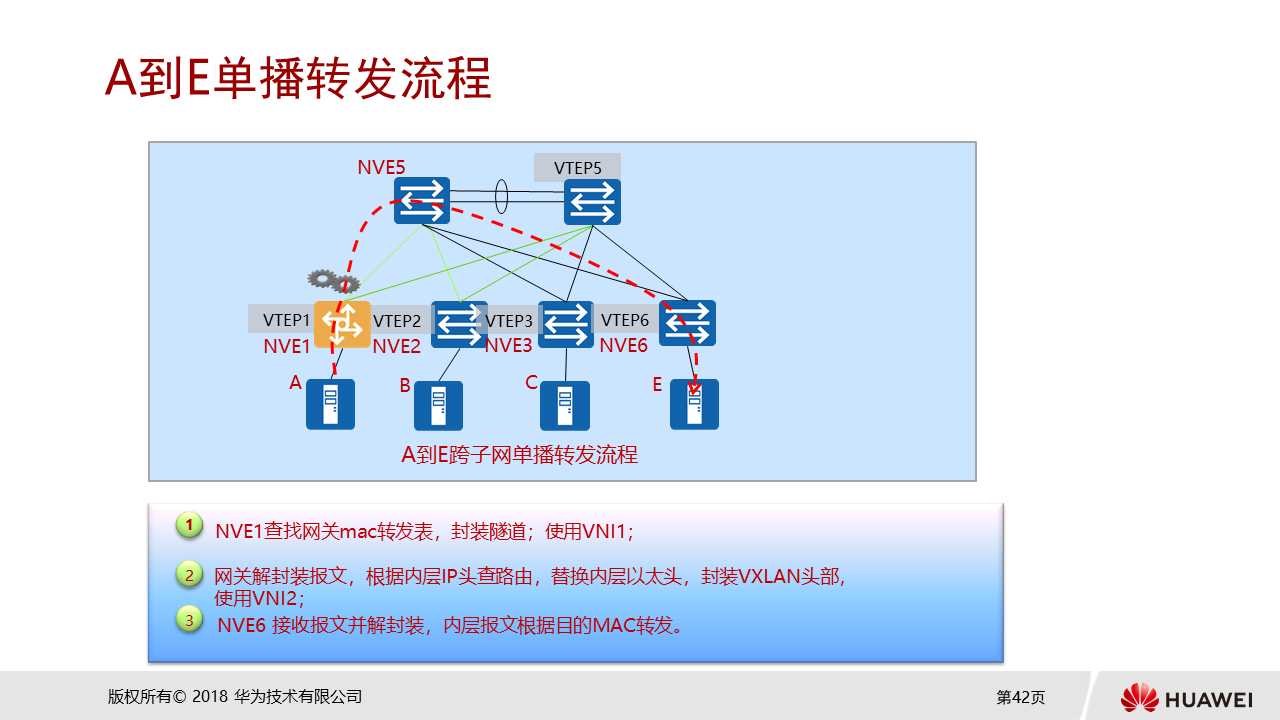 A到E单播转发流程
NVE5
VTEP5
VTEP1
VTEP2
VTEP3
VTEP6
NVE1
NVE2
NVE3
NVE6
A
B
C
E
A到E跨子网单播转发流程
1 NVE1查找网关mac转发表，封装隧道；使用VNI1；
2 网关解封装报文，根据内层IP头查路由，替换内层以太头，封装VXLAN头部，
使用VNI2；
3 NVE6 接收报文并解封装，内层报文根据目的MAC转发。
版权所有© 2018 华为技术有限公司
第42页
HUAWEI